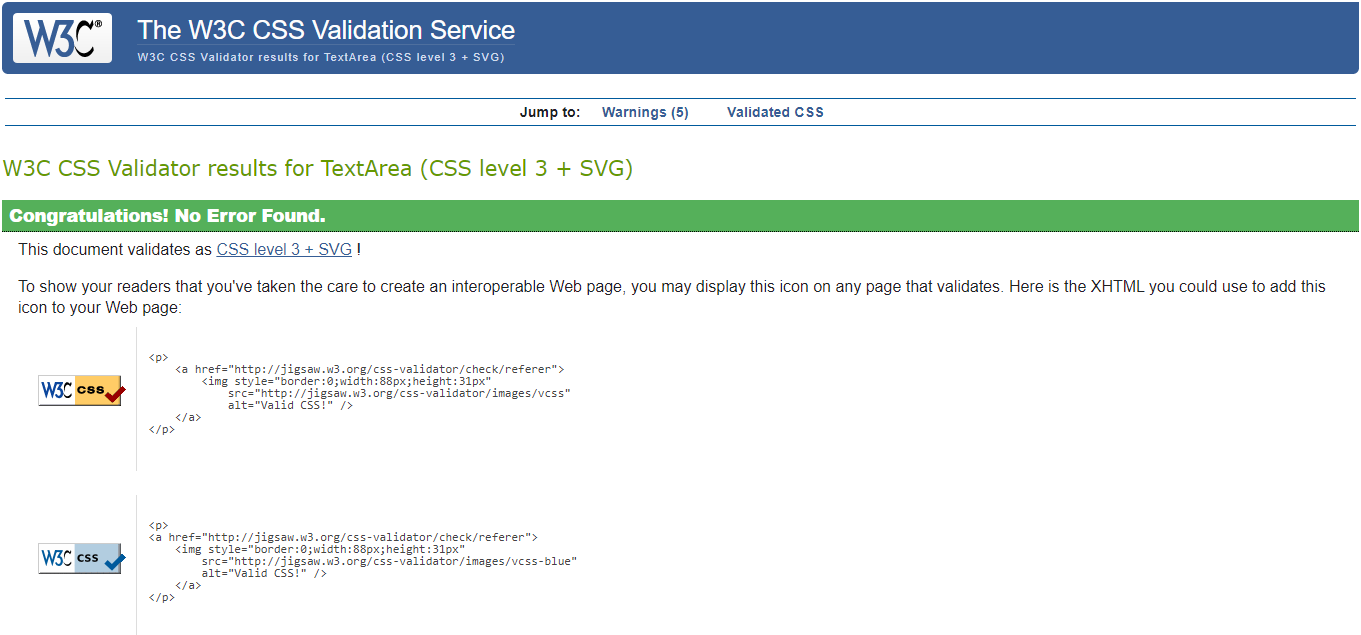 W3C®
The W3C CSS Validation Service
W3C CSS Validator results for TextArea (CSS level 3 + SVG)
Jump to: Warnings (5) Validated CSS
W3C CSS Validator results for TextArea (CSS level 3 + SVG)
Congratulations! No Error Found.
This document validates as CSS level 3 + SVG !
To show your readers that you've taken the care to create an interoperable Web page, you may display this icon on any page that validates. Here is the XHTML you could use to add this
icon to your Web page:
W3C css
<p>
<a href="http://jigsaw.w3.org/css-validator/check/referer">
<img style="border:0;width:88px;height:31px"
src="http://jigsaw.w3.org/css-validator/images/vcss"
alt="Valid CSS!" />
</a>
</p>
W3C css
<p>
<a href="http://jigsaw.w3.org/css-validator/check/referer">
<img style="border:0;width:88px;height:31px"
src="http://jigsaw.w3.org/css-validator/images/vcss-blue"
alt="Valid CSS!" />
</a>
</p>